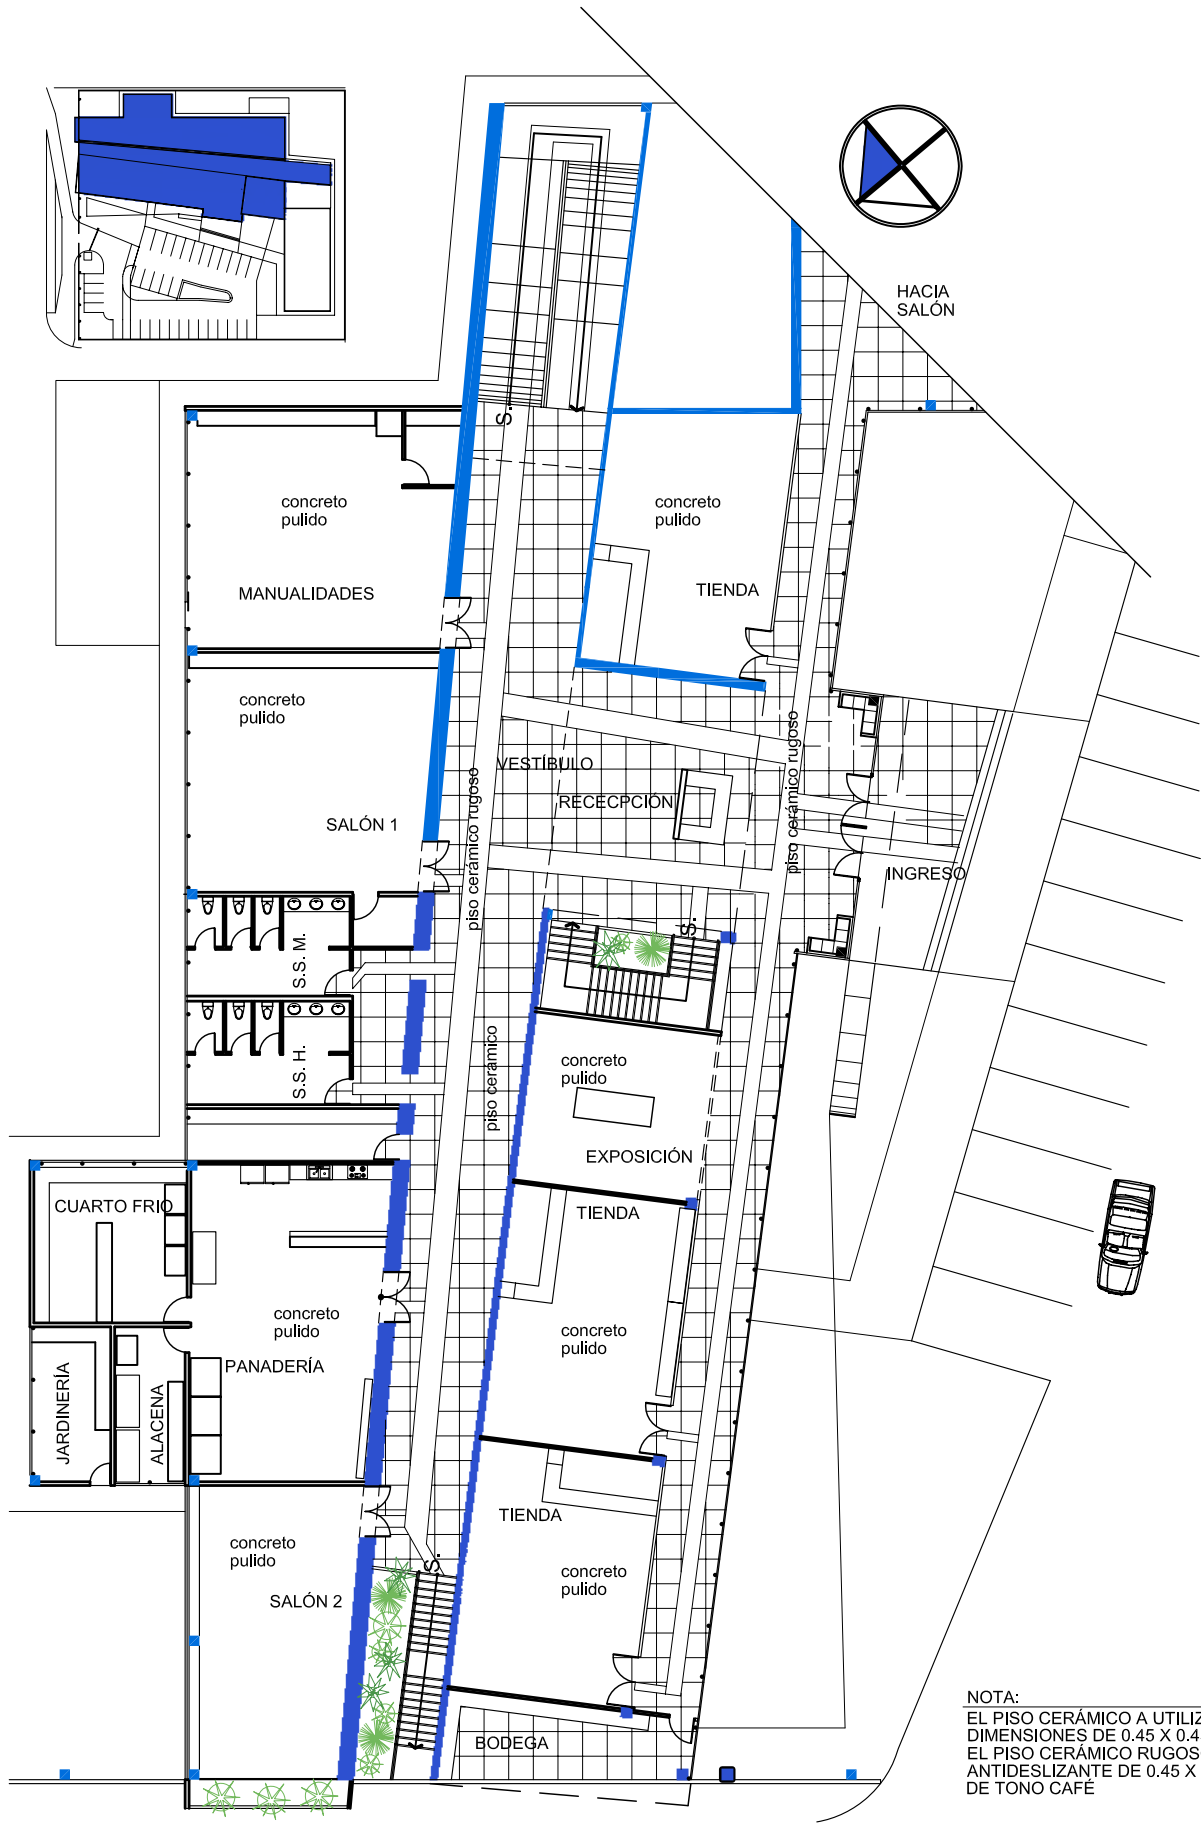 HACIA
SALÓN
S.
concreto
pulido
MANUALIDADES
concreto
pulido
TIENDA
concreto
pulido
SALÓN 1
VESTÍBULO
RECECPCIÓN
piso cerámico rugoso
piso cerámico rugoso
INGRESO
S.
S.S. M.
S.S. H.
piso cerámico
concreto
pulido
EXPOSICIÓN
CUARTO FRIO
TIENDA
concreto
pulido
PANADERÍA
concreto
pulido
JARDINERÍA
ALACENA
TIENDA
concreto
pulido
S.
concreto
pulido
SALÓN 2
BODEGA
NOTA:
EL PISO CERÁMICO A UTILIZ
DIMENSIONES DE 0.45 X 0.4
EL PISO CERÁMICO RUGOS
ANTIDESLIZANTE DE 0.45 X
DE TONO CAFÉ